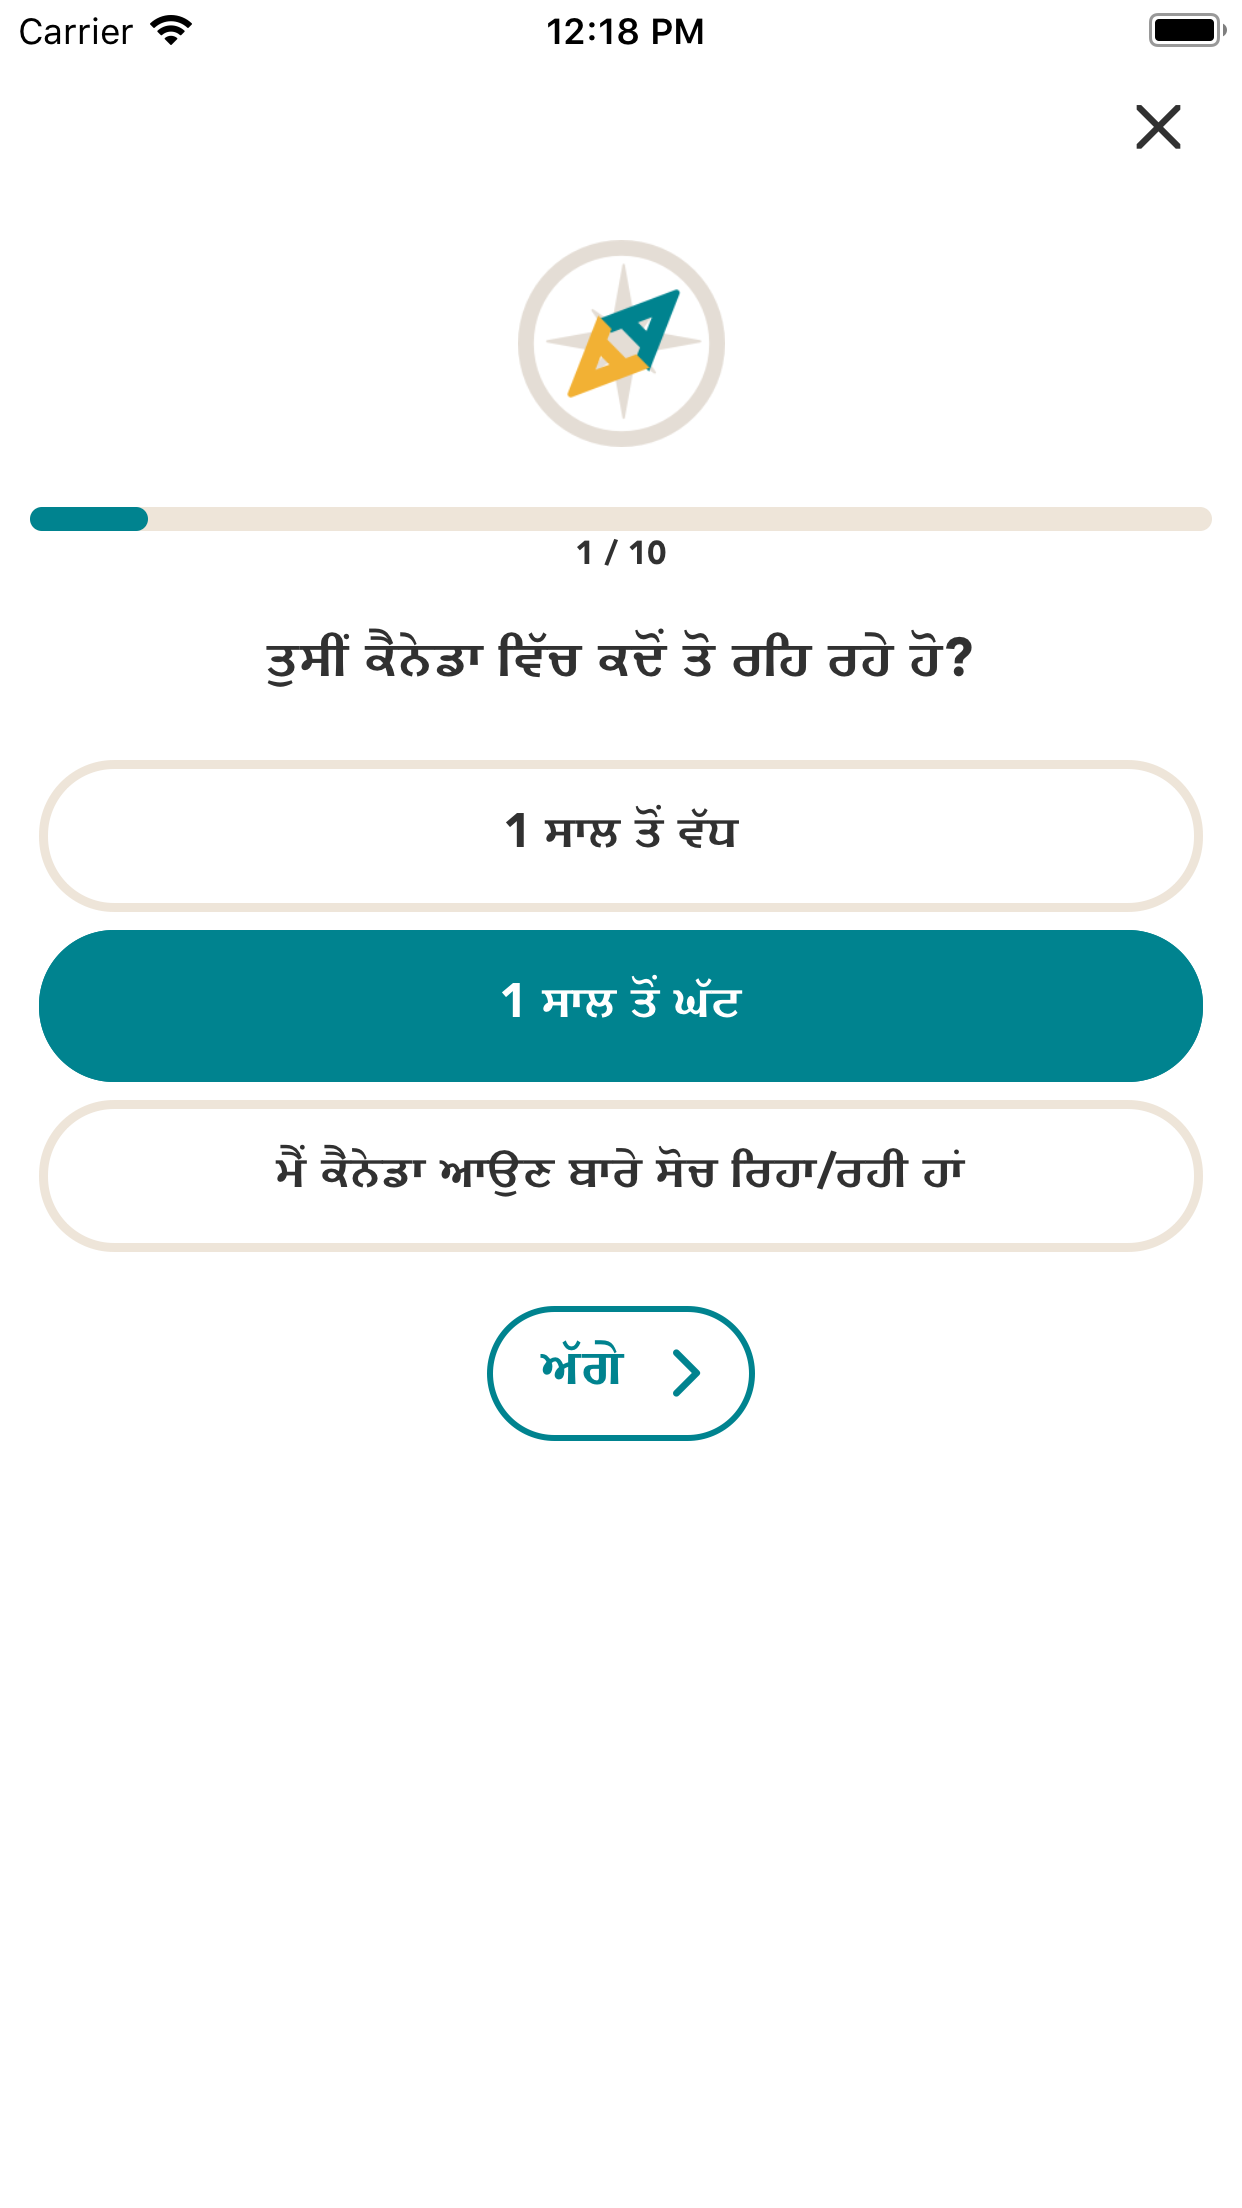 Carrier 12:18 PM
1 / 10
ਤੁਸੀਂ ਕੈਨੇਡਾ ਵਿੱਚ ਕਦੋਂ ਤੋ ਰਹਿ ਰਹੇ ਹੋ?
1 ਸਾਲ ਤੋਂ ਵੱਧ
1 ਸਾਲ ਤੋਂ ਘੱਟ
ਮੈਂ ਕੈਨੇਡਾ ਆਉਣ ਬਾਰੇ ਸੋਚ ਰਿਹਾ/ਰਹੀ ਹਾਂ
ਅੱਗੇ